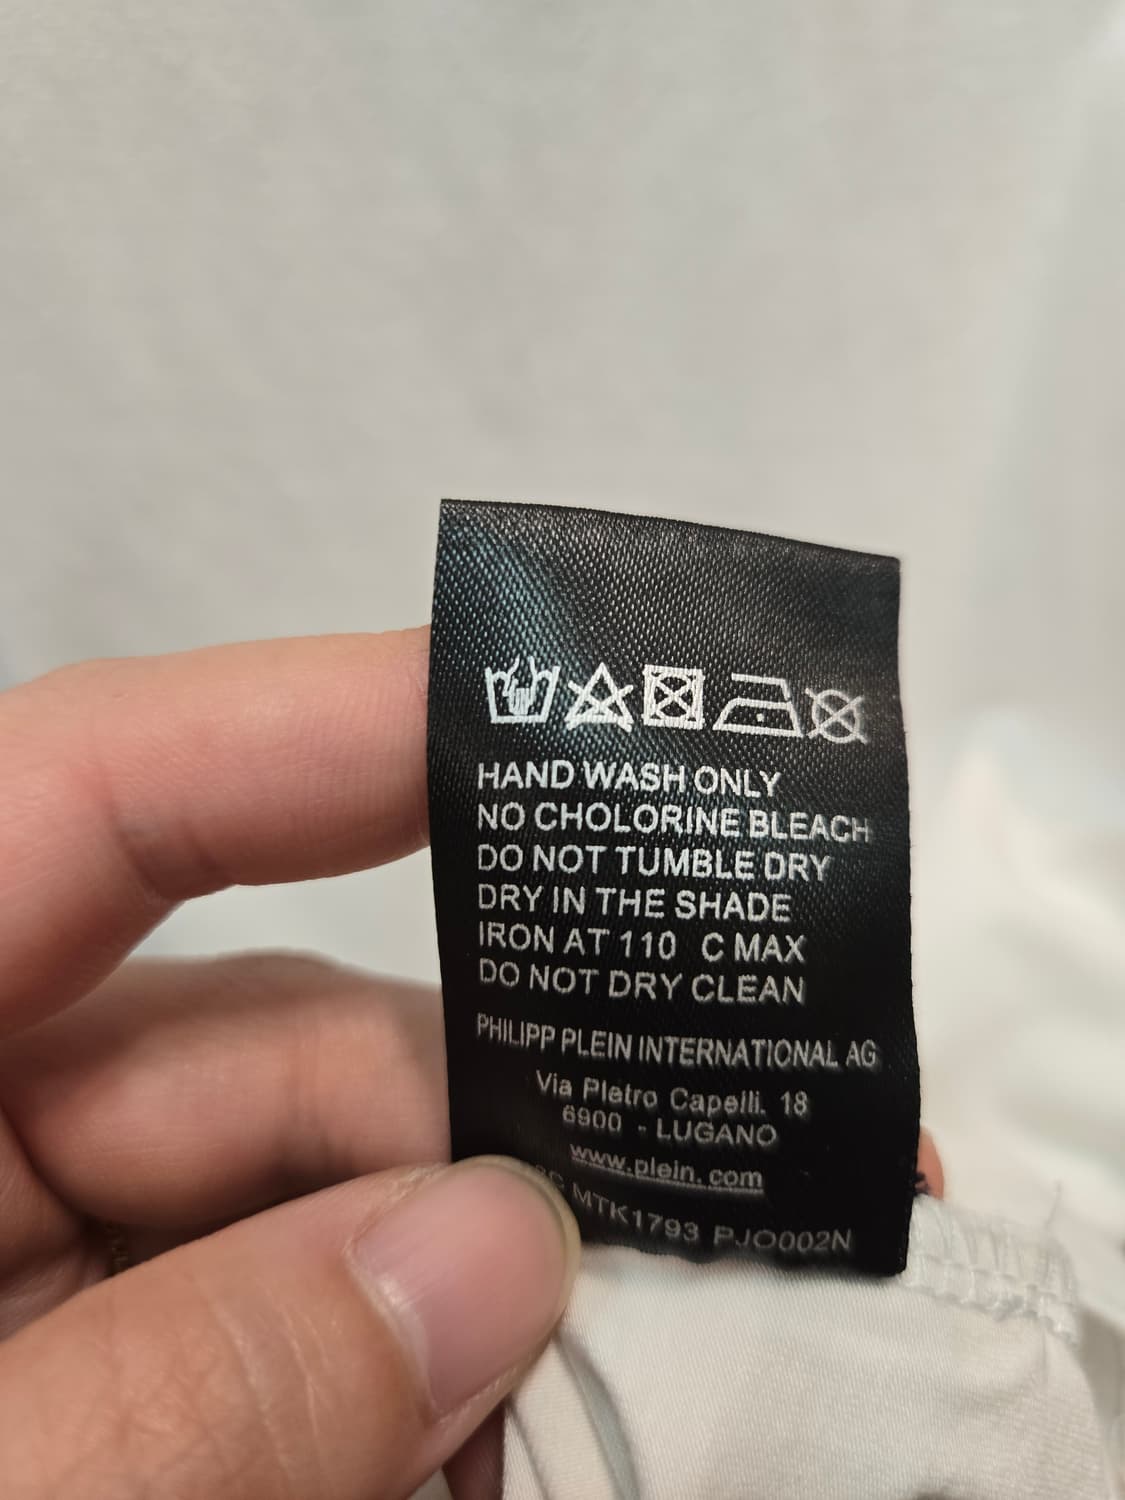 HAND WASH ONLY
NO CHOLORINE BLEACH
DO NOT TUMBLE DRY
DRY IN THE SHADE
IRON AT 110 C MAX
DO NOT DRY CLEAN
PHILIPP PLEIN INTERNATIONAL AG
Via Pletro Capelli. 18
6900 - LUGANO
www.plein.com
MTK1793 PJO002N